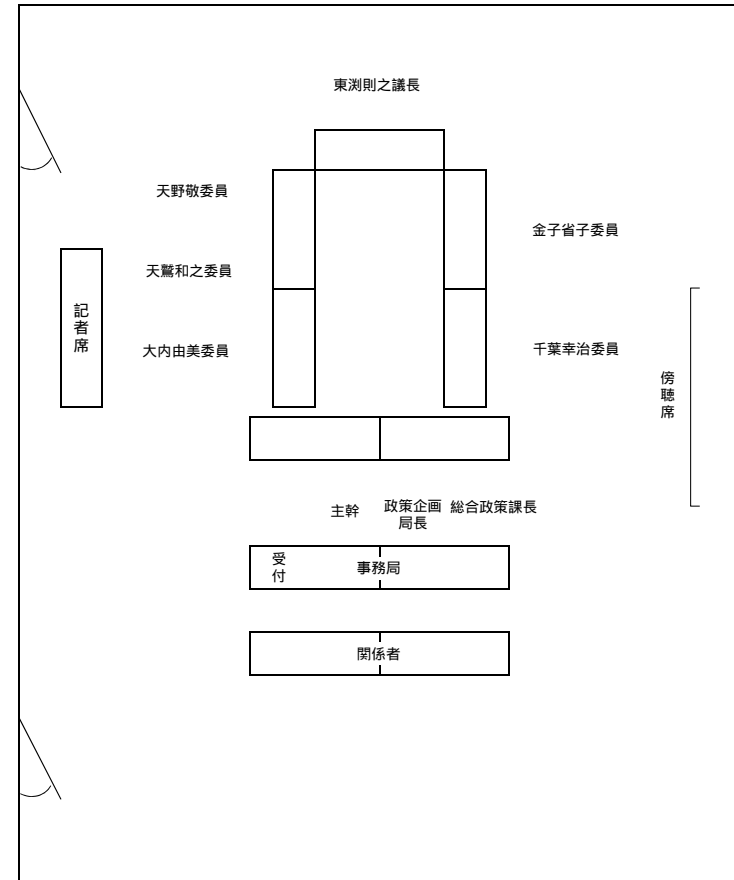 東渕則之議長
天野敬委員
金子省子委員
天鷲和之委員
記者席
大内由美委員
千葉幸治委員
傍聴席
主幹
政策企画
局長
総合政策課長
受付
事務局
関係者